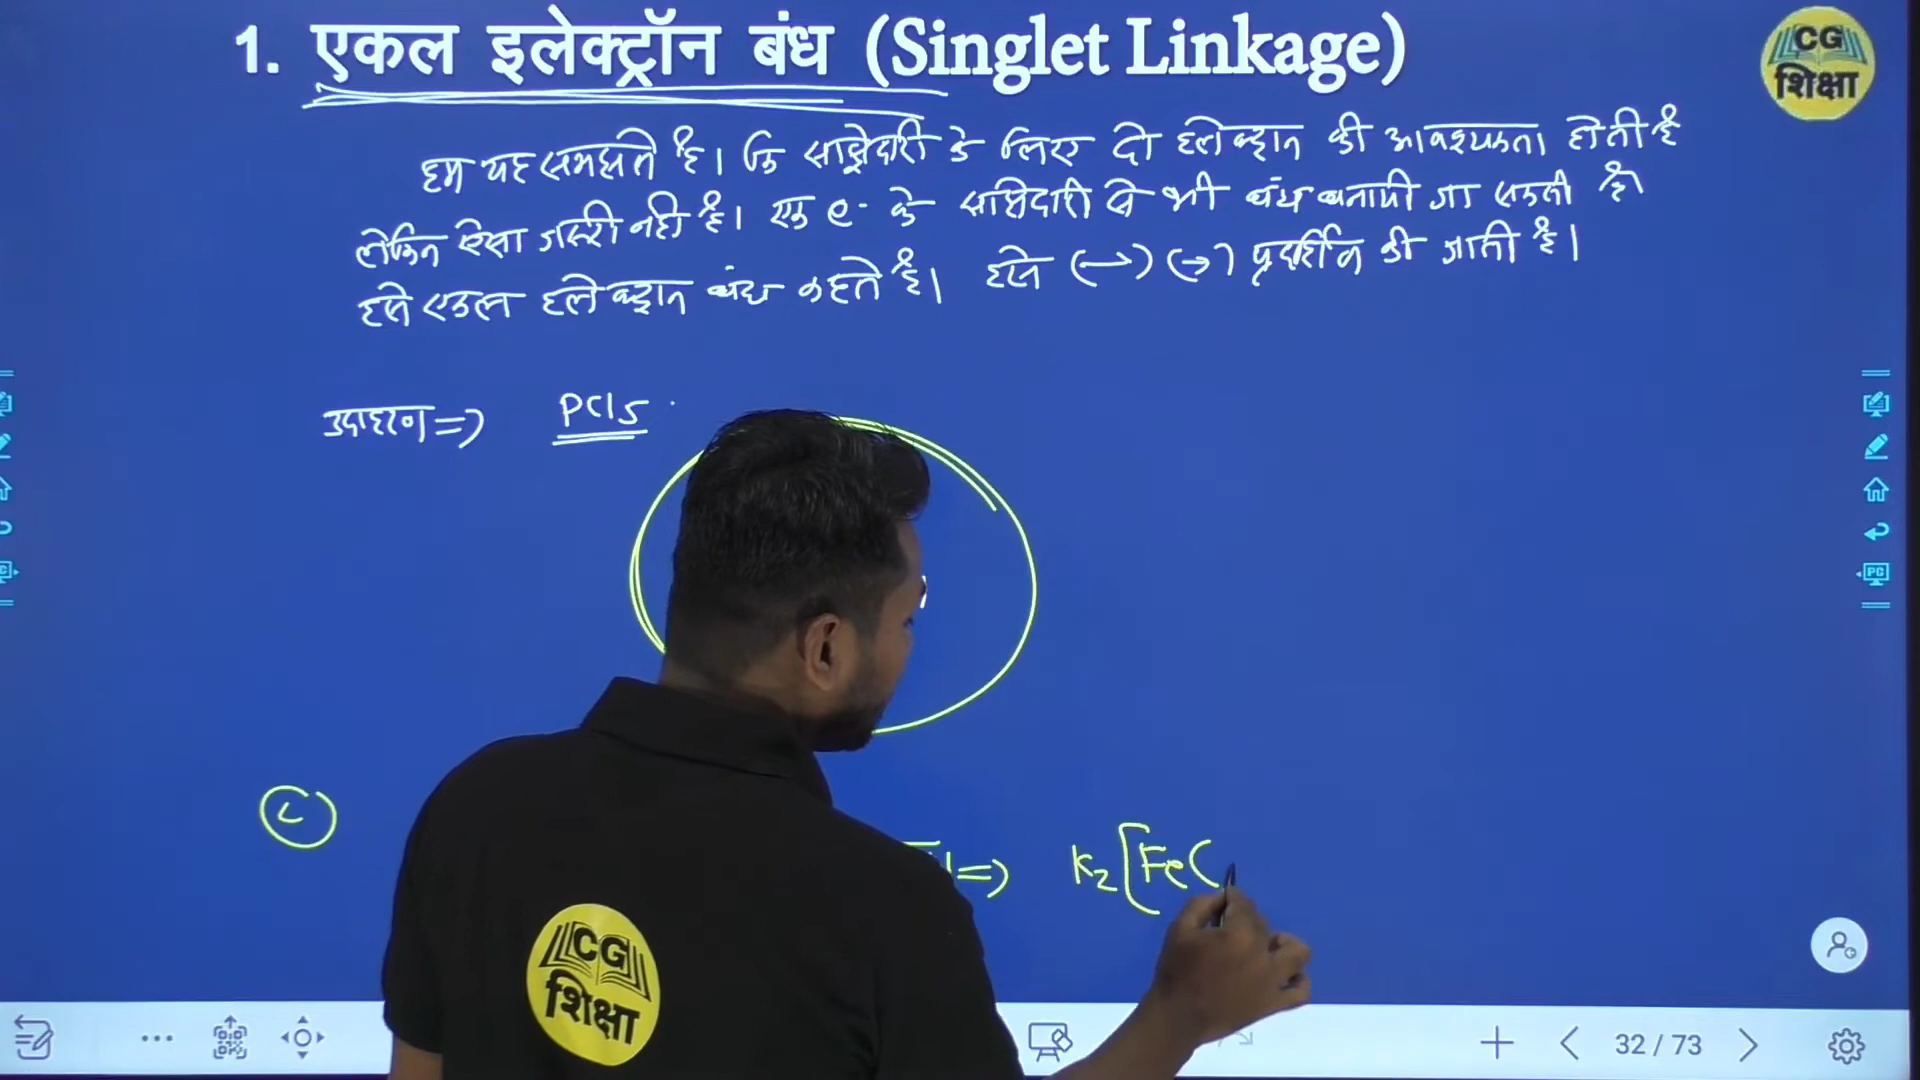 1. एकल इलेक्ट्रॉन बंध (Singlet Linkage)
CG
शिक्षा
हम यह समझते है। कि साझेदारी के लिए दो इलेक्ट्रान की आवश्यकता होती है
लेकिन ऐसा जरुरी नही है। एक e- के साझेदारी से भी बंध बनायी जा सकती है।
इसे एकल इलेक्ट्रान बंध कहते है। इसे (→) (→) प्रदर्शित की जाती है।
उदाहरण => PCl5
=> K2[Fe(
CG
शिक्षा
32 / 73